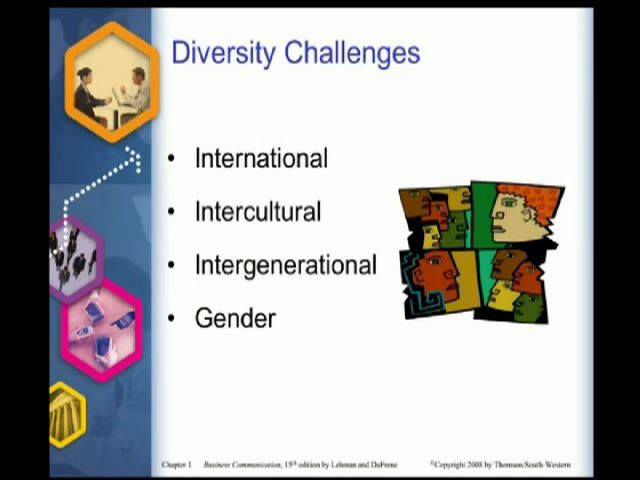 Diversity Challenges
• International
• Intercultural
• Intergenerational
• Gender
Chapter 1 Business Communication, 15th edition by Lehman and DuFrene ©Copyright 2008 by Thomson/South-Western